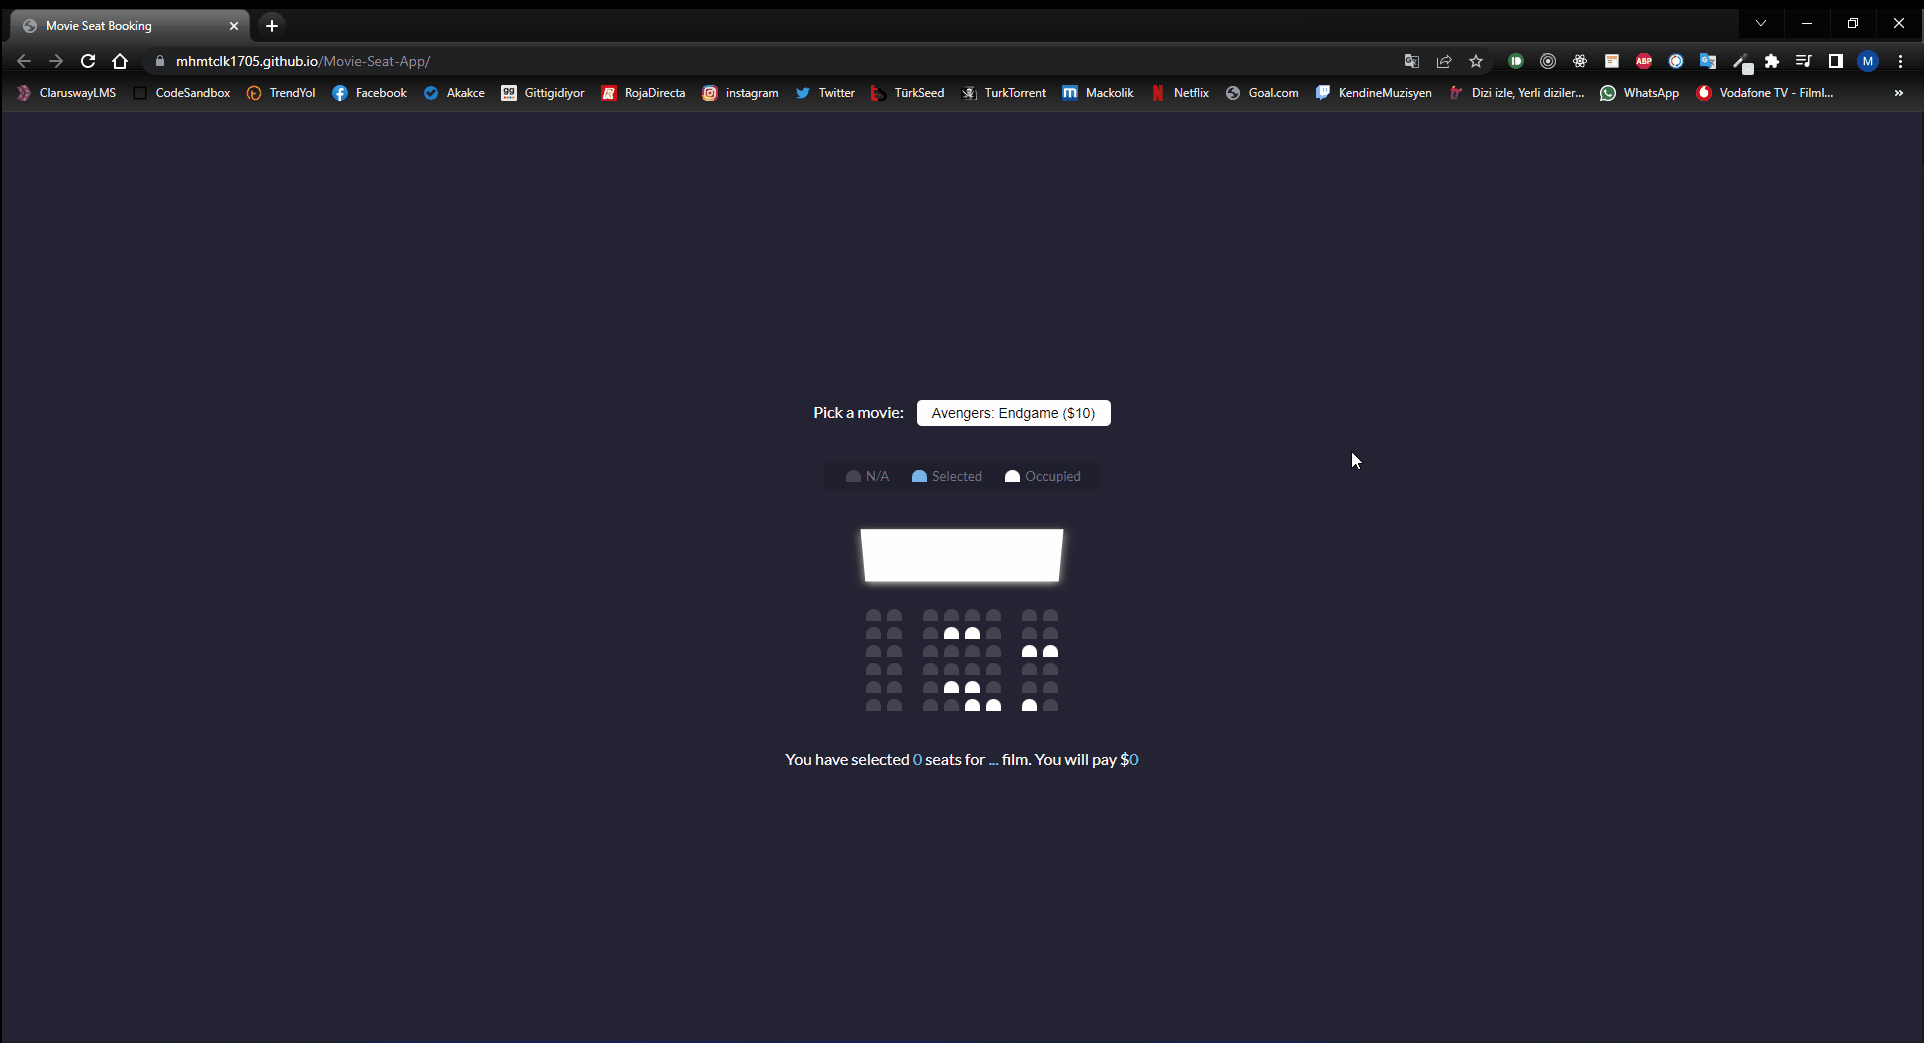 Movie Seat Booking
mhmtclk1705.github.io/Movie-Seat-App/
ABP
M
ClaruswayLMS CodeSandbox TrendYol Facebook Akakce Gittigidiyor RojaDirecta instagram Twitter TürkSeed TurkTorrent Mackolik Netflix Goal.com KendineMuzisyen Dizi izle, Yerli diziler... WhatsApp Vodafone TV - Filml... »
Pick a movie: Avengers: Endgame ($10)
N/A Selected Occupied
You have selected 0 seats for ... film. You will pay $0